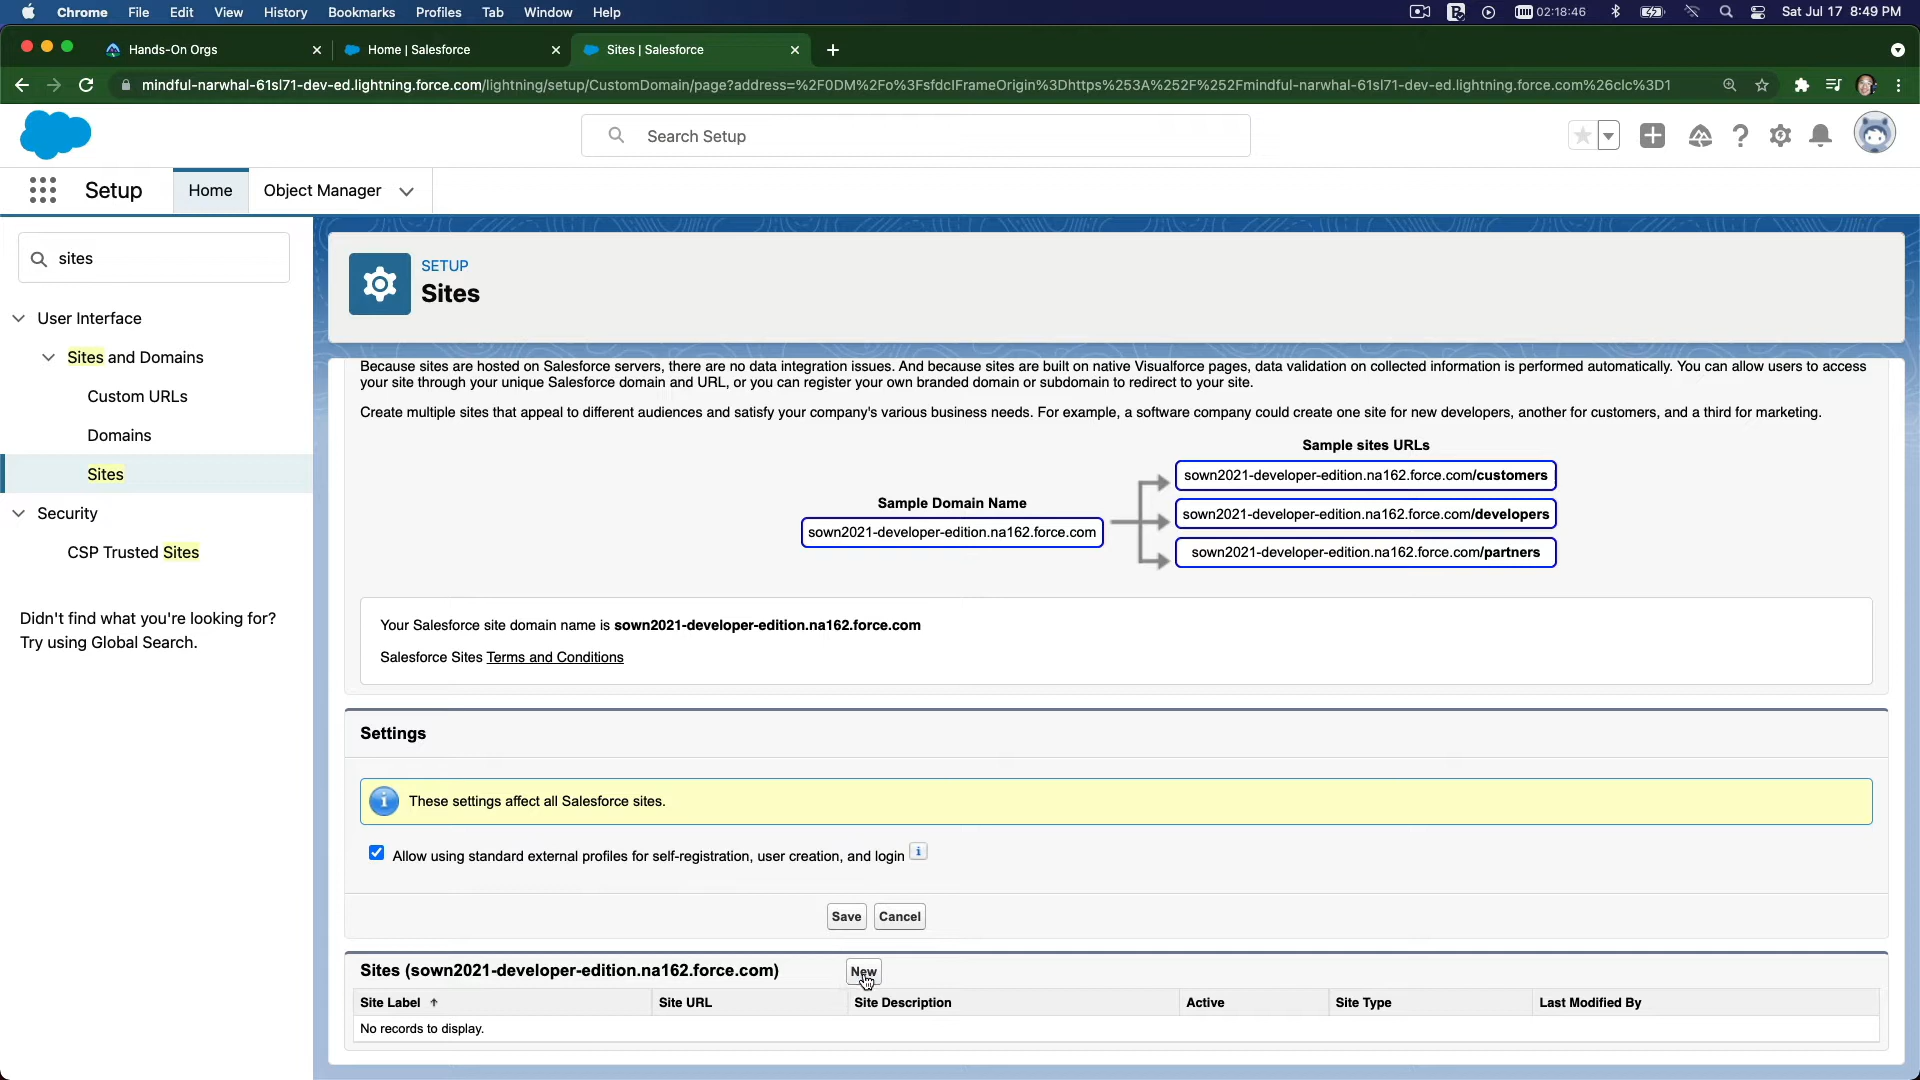 Chrome File Edit View History Bookmarks Profiles Tab Window Help 02:18:46 Sat Jul 17 8:49 PM
Hands-On Orgs Home | Salesforce Sites | Salesforce
mindful-narwhal-61sl71-dev-ed.lightning.force.com/lightning/setup/CustomDomain/page?address=%2F0DM%2Fo%3FsfdcIFrameOrigin%3Dhttps%253A%252F%252Fmindful-narwhal-61sl71-dev-ed.lightning.force.com%26clc%3D1
Search Setup
Setup Home Object Manager
sites
User Interface
Sites and Domains
Custom URLs
Domains
Sites
Security
CSP Trusted Sites
Didn't find what you're looking for?
Try using Global Search.
SETUP
Sites
Because sites are hosted on Salesforce servers, there are no data integration issues. And because sites are built on native Visualforce pages, data validation on collected information is performed automatically. You can allow users to access
your site through your unique Salesforce domain and URL, or you can register your own branded domain or subdomain to redirect to your site.
Create multiple sites that appeal to different audiences and satisfy your company's various business needs. For example, a software company could create one site for new developers, another for customers, and a third for marketing.
Sample sites URLs
sown2021-developer-edition.na162.force.com/customers
Sample Domain Name
sown2021-developer-edition.na162.force.com/developers
sown2021-developer-edition.na162.force.com
sown2021-developer-edition.na162.force.com/partners
Your Salesforce site domain name is sown2021-developer-edition.na162.force.com
Salesforce Sites Terms and Conditions
Settings
These settings affect all Salesforce sites.
Allow using standard external profiles for self-registration, user creation, and login
Save Cancel
Sites (sown2021-developer-edition.na162.force.com) New
Site Label Site URL Site Description Active Site Type Last Modified By
No records to display.